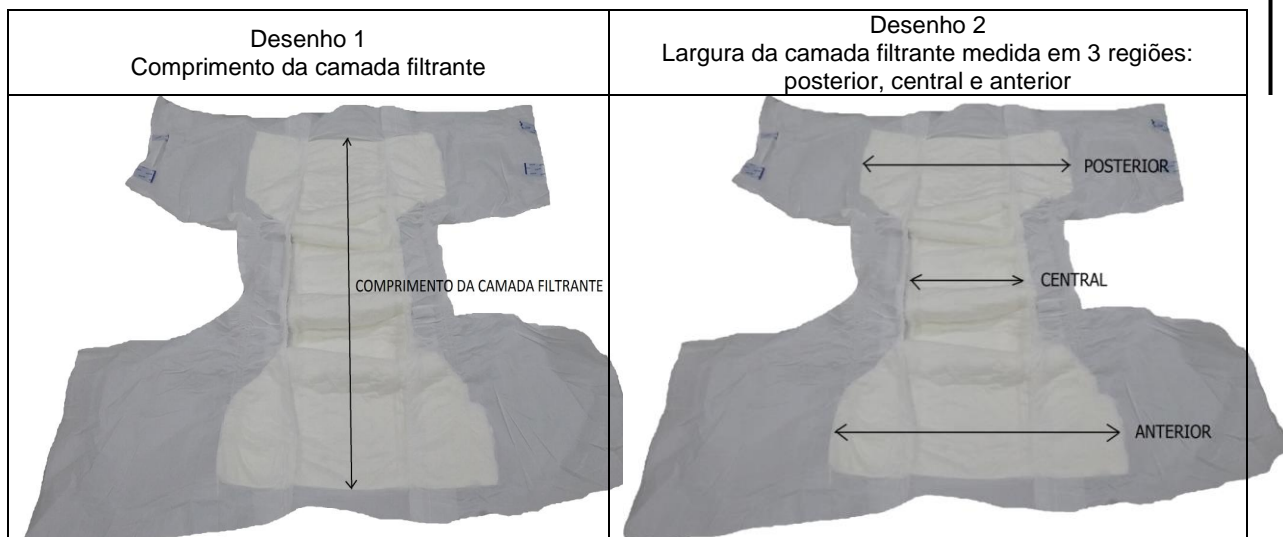 Desenho 1
Comprimento da camada filtrante
Desenho 2
Largura da camada filtrante medida em 3 regiões:
posterior, central e anterior
COMPRIMENTO DA CAMADA FILTRANTE
POSTERIOR
CENTRAL
ANTERIOR